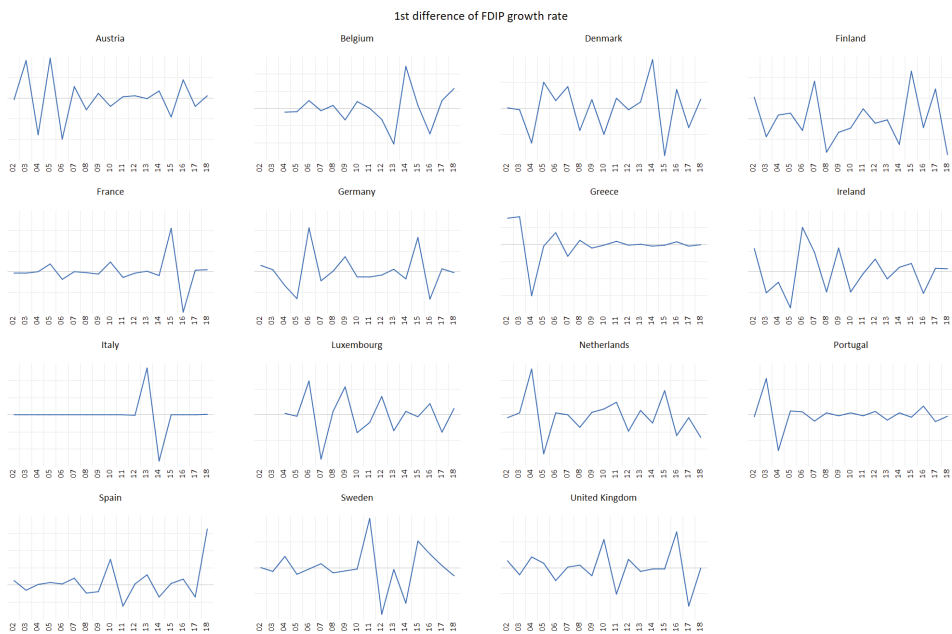 1st difference of FDIP growth rate
Austria Belgium Denmark Finland
02 03 04 05 06 07 08 09 10 11 12 13 14 15 16 17 18 02 03 04 05 06 07 08 09 10 11 12 13 14 15 16 17 18 02 03 04 05 06 07 08 09 10 11 12 13 14 15 16 17 18 02 03 04 05 06 07 08 09 10 11 12 13 14 15 16 17 18
France Germany Greece Ireland
02 03 04 05 06 07 08 09 10 11 12 13 14 15 16 17 18 02 03 04 05 06 07 08 09 10 11 12 13 14 15 16 17 18 02 03 04 05 06 07 08 09 10 11 12 13 14 15 16 17 18 02 03 04 05 06 07 08 09 10 11 12 13 14 15 16 17 18
Italy Luxembourg Netherlands Portugal
02 03 04 05 06 07 08 09 10 11 12 13 14 15 16 17 18 02 03 04 05 06 07 08 09 10 11 12 13 14 15 16 17 18 02 03 04 05 06 07 08 09 10 11 12 13 14 15 16 17 18 02 03 04 05 06 07 08 09 10 11 12 13 14 15 16 17 18
Spain Sweden United Kingdom
02 03 04 05 06 07 08 09 10 11 12 13 14 15 16 17 18 02 03 04 05 06 07 08 09 10 11 12 13 14 15 16 17 18 02 03 04 05 06 07 08 09 10 11 12 13 14 15 16 17 18